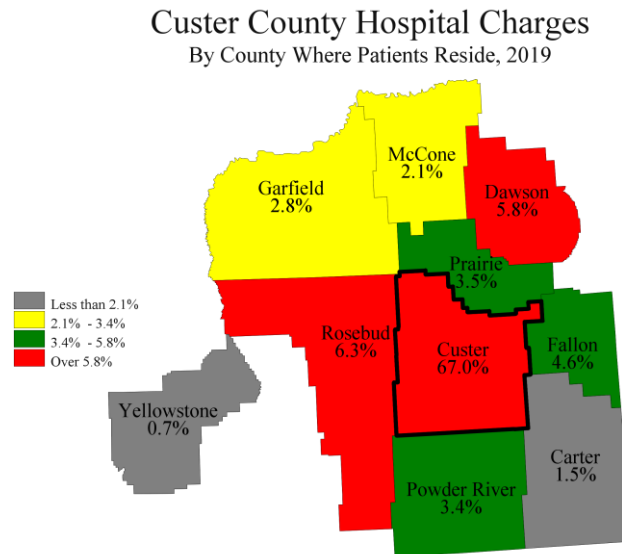 Custer County Hospital Charges
By County Where Patients Reside, 2019
McCone
2.1%
Garfield
2.8%
Dawson
5.8%
Prairie
3.5%
Less than 2.1%
2.1% - 3.4%
3.4% - 5.8%
Over 5.8%
Rosebud
6.3%
Custer
67.0%
Fallon
4.6%
Yellowstone
0.7%
Carter
1.5%
Powder River
3.4%